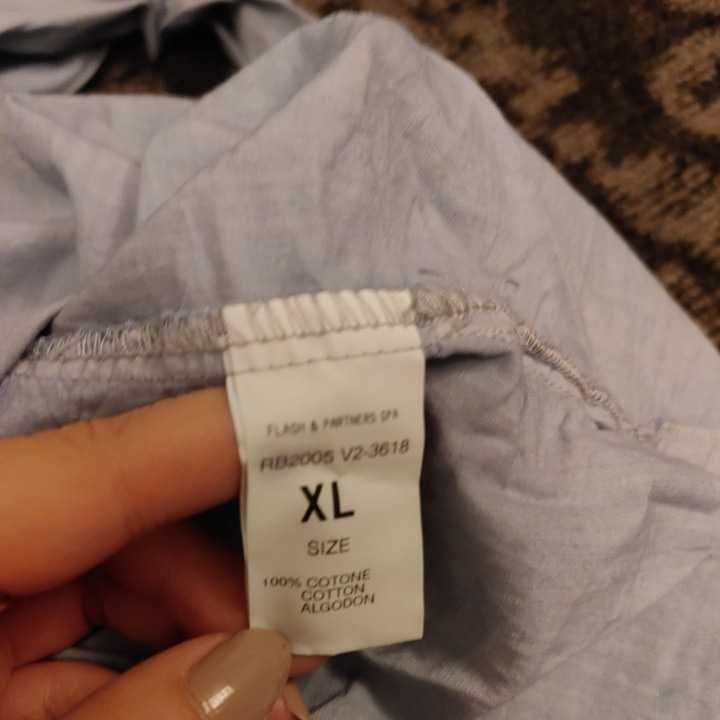 FLASH & PARTNERS SPA
RB2005 V2-3618
XL
SIZE
100% COTONE
COTTON
ALGODON